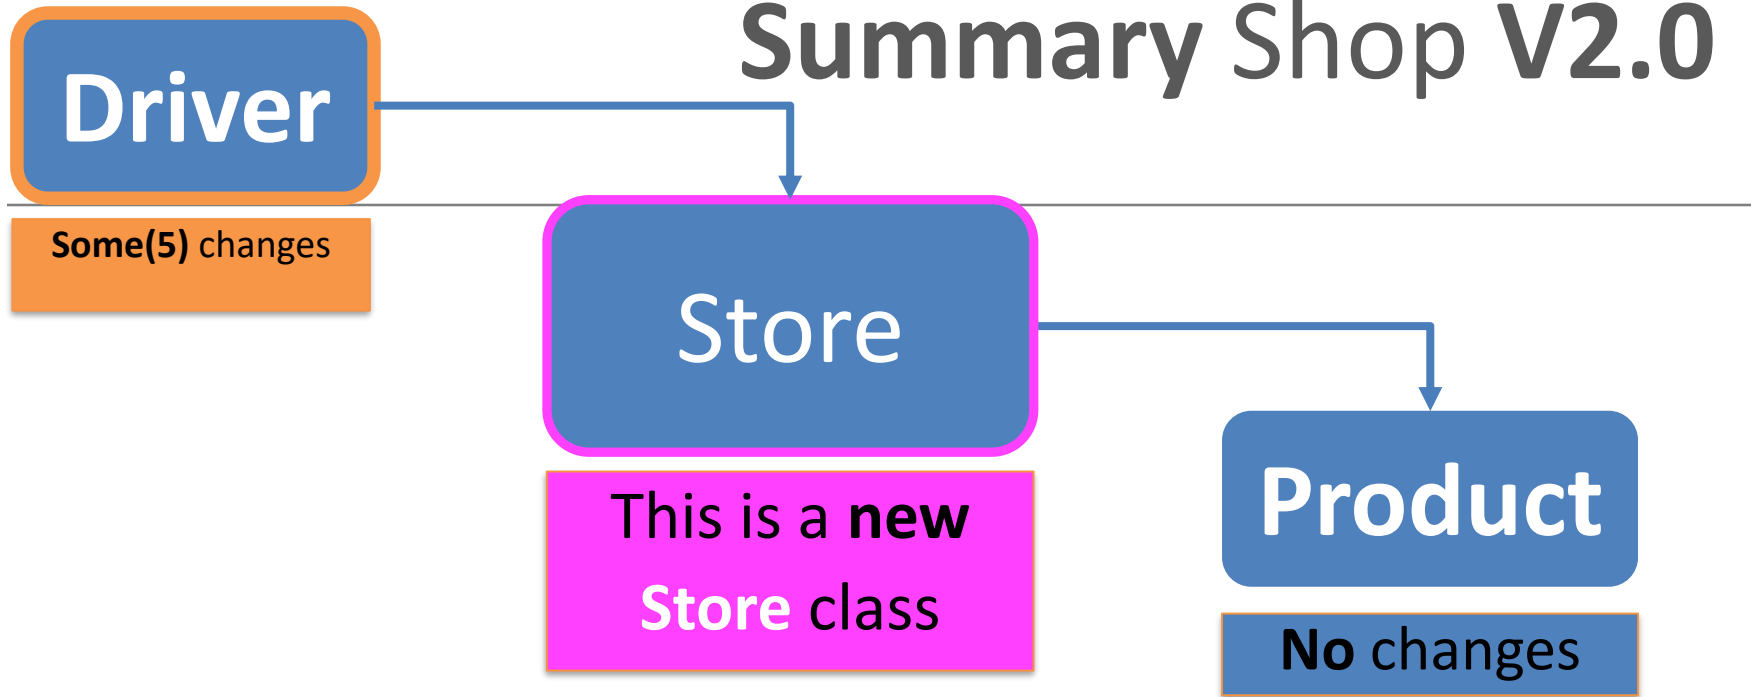 Summary Shop V2.0
Driver
Some(5) changes
Store
This is a new
Store class
Product
No changes